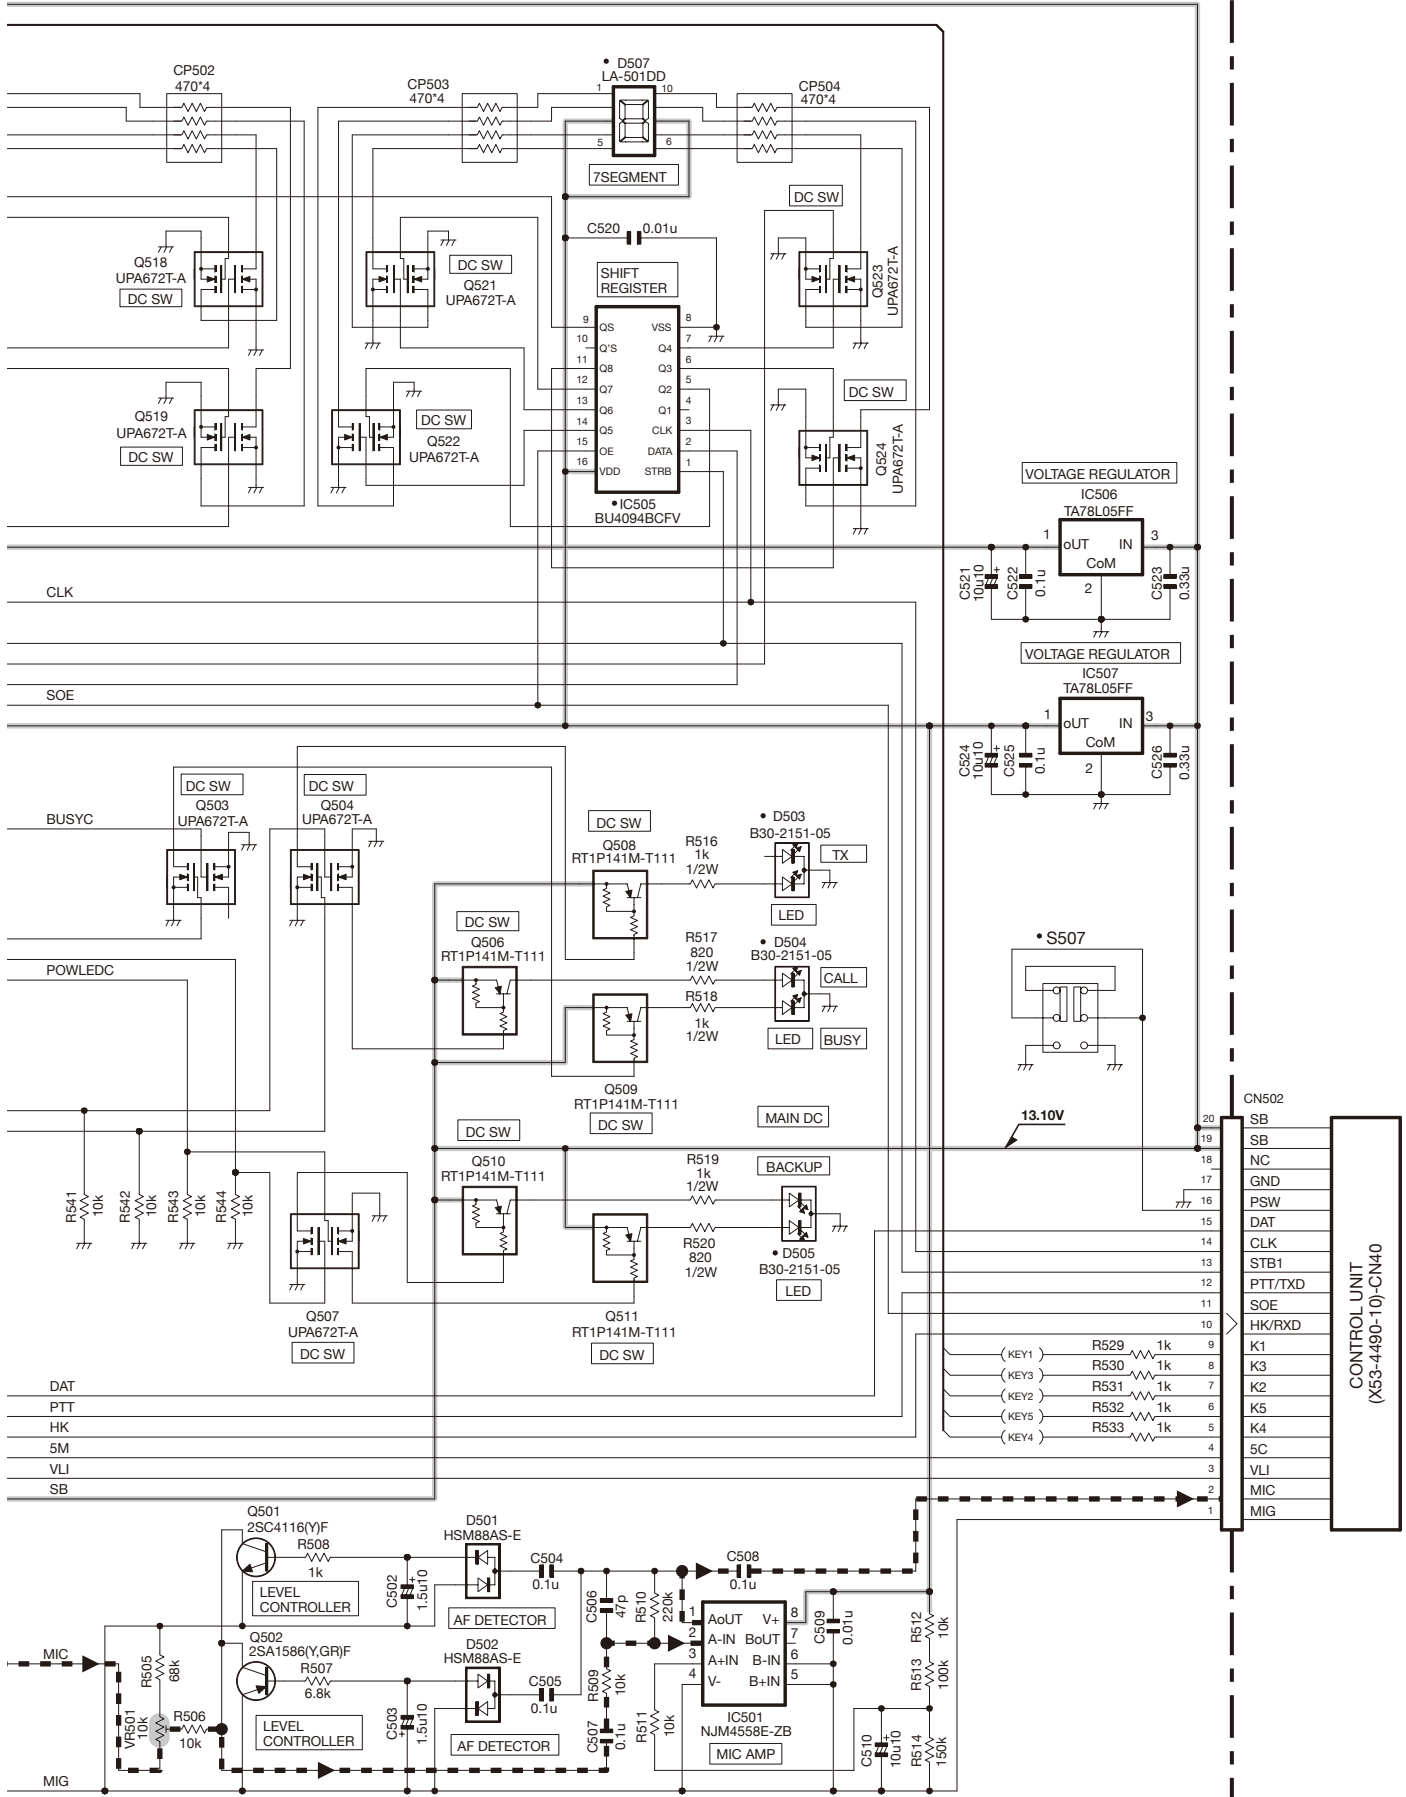 CP502
470*4
CP503
470*4
• D507
LA-501DD
1
10
5
6
CP504
470*4
7SEGMENT
DC SW
C520
0.01u
Q518
UPA672T-A
DC SW
DC SW
Q521
UPA672T-A
SHIFT
REGISTER
Q523
UPA672T-A
9 QS
10 Q'S
11 Q8
12 Q7
13 Q6
14 Q5
15 OE
16 VDD
VSS 8
Q4 7
Q3 6
Q2 5
Q1 4
CLK 3
DATA 2
STRB 1
• IC505
BU4094BCFV
Q519
UPA672T-A
DC SW
DC SW
Q522
UPA672T-A
DC SW
Q524
UPA672T-A
VOLTAGE REGULATOR
IC506
TA78L05FF
1
oUT
IN
3
CoM
2
C521
10u10
+
C522
0.1u
C523
0.33u
CLK
VOLTAGE REGULATOR
IC507
TA78L05FF
1
oUT
IN
3
CoM
2
C524
10u10
+
C525
0.1u
C526
0.33u
SOE
DC SW
Q503
UPA672T-A
DC SW
Q504
UPA672T-A
BUSYC
DC SW
Q508
RT1P141M-T111
R516
1k
1/2W
• D503
B30-2151-05
TX
LED
DC SW
Q506
RT1P141M-T111
R517
820
1/2W
R518
1k
1/2W
• D504
B30-2151-05
CALL
LED
BUSY
• S507
POWLEDC
Q509
RT1P141M-T111
DC SW
MAIN DC
13.10V
DC SW
Q510
RT1P141M-T111
R519
1k
1/2W
BACKUP
R520
820
1/2W
• D505
B30-2151-05
LED
R541
10k
R542
10k
R543
10k
R544
10k
Q507
UPA672T-A
DC SW
Q511
RT1P141M-T111
DC SW
CN502
20 SB
19 SB
18 NC
17 GND
16 PSW
15 DAT
14 CLK
13 STB1
12 PTT/TXD
11 SOE
10 HK/RXD
9 K1
8 K3
7 K2
6 K5
5 K4
4 5C
3 VLI
2 MIC
1 MIG
CONTROL UNIT
(X53-4490-10)-CN40
KEY1 R529 1k
KEY3 R530 1k
KEY2 R531 1k
KEY5 R532 1k
KEY4 R533 1k
DAT
PTT
HK
5M
VLI
SB
Q501
2SC4116(Y)F
R508
1k
LEVEL
CONTROLLER
C502
1.5u10
+
D501
HSM88AS-E
AF DETECTOR
C504
0.1u
C506
47p
R510
220k
C508
0.1u
1 AoUT
2 A-IN
3 A+IN
4 V-
V+ 8
BoUT 7
B-IN 6
B+IN 5
IC501
NJM4558E-ZB
MIC AMP
C509
0.01u
R512
10k
R513
100k
R514
150k
C510
10u10
+
MIC
R505
68k
VR501
10k
R506
10k
Q502
2SA1586(Y,GR)F
R507
6.8k
LEVEL
CONTROLLER
C503
1.5u10
+
D502
HSM88AS-E
AF DETECTOR
C505
0.1u
R509
10k
C507
0.1u
R511
10k
MIG